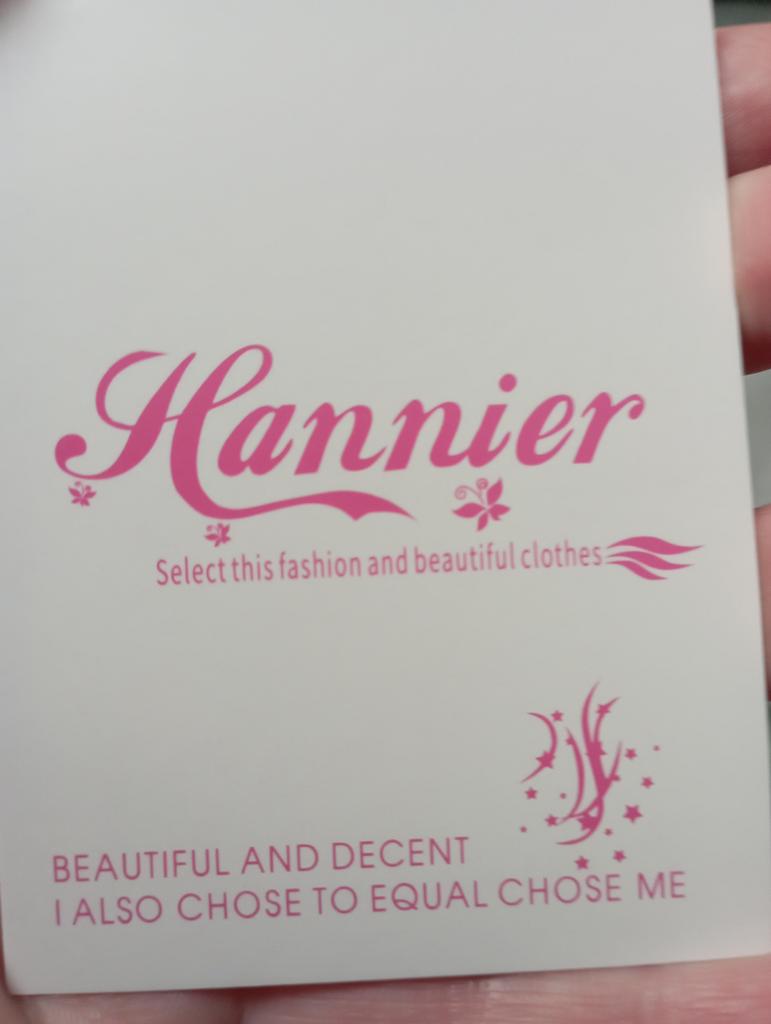 Hannier
Select this fashion and beautiful clothes
BEAUTIFUL AND DECENT
I ALSO CHOSE TO EQUAL CHOSE ME